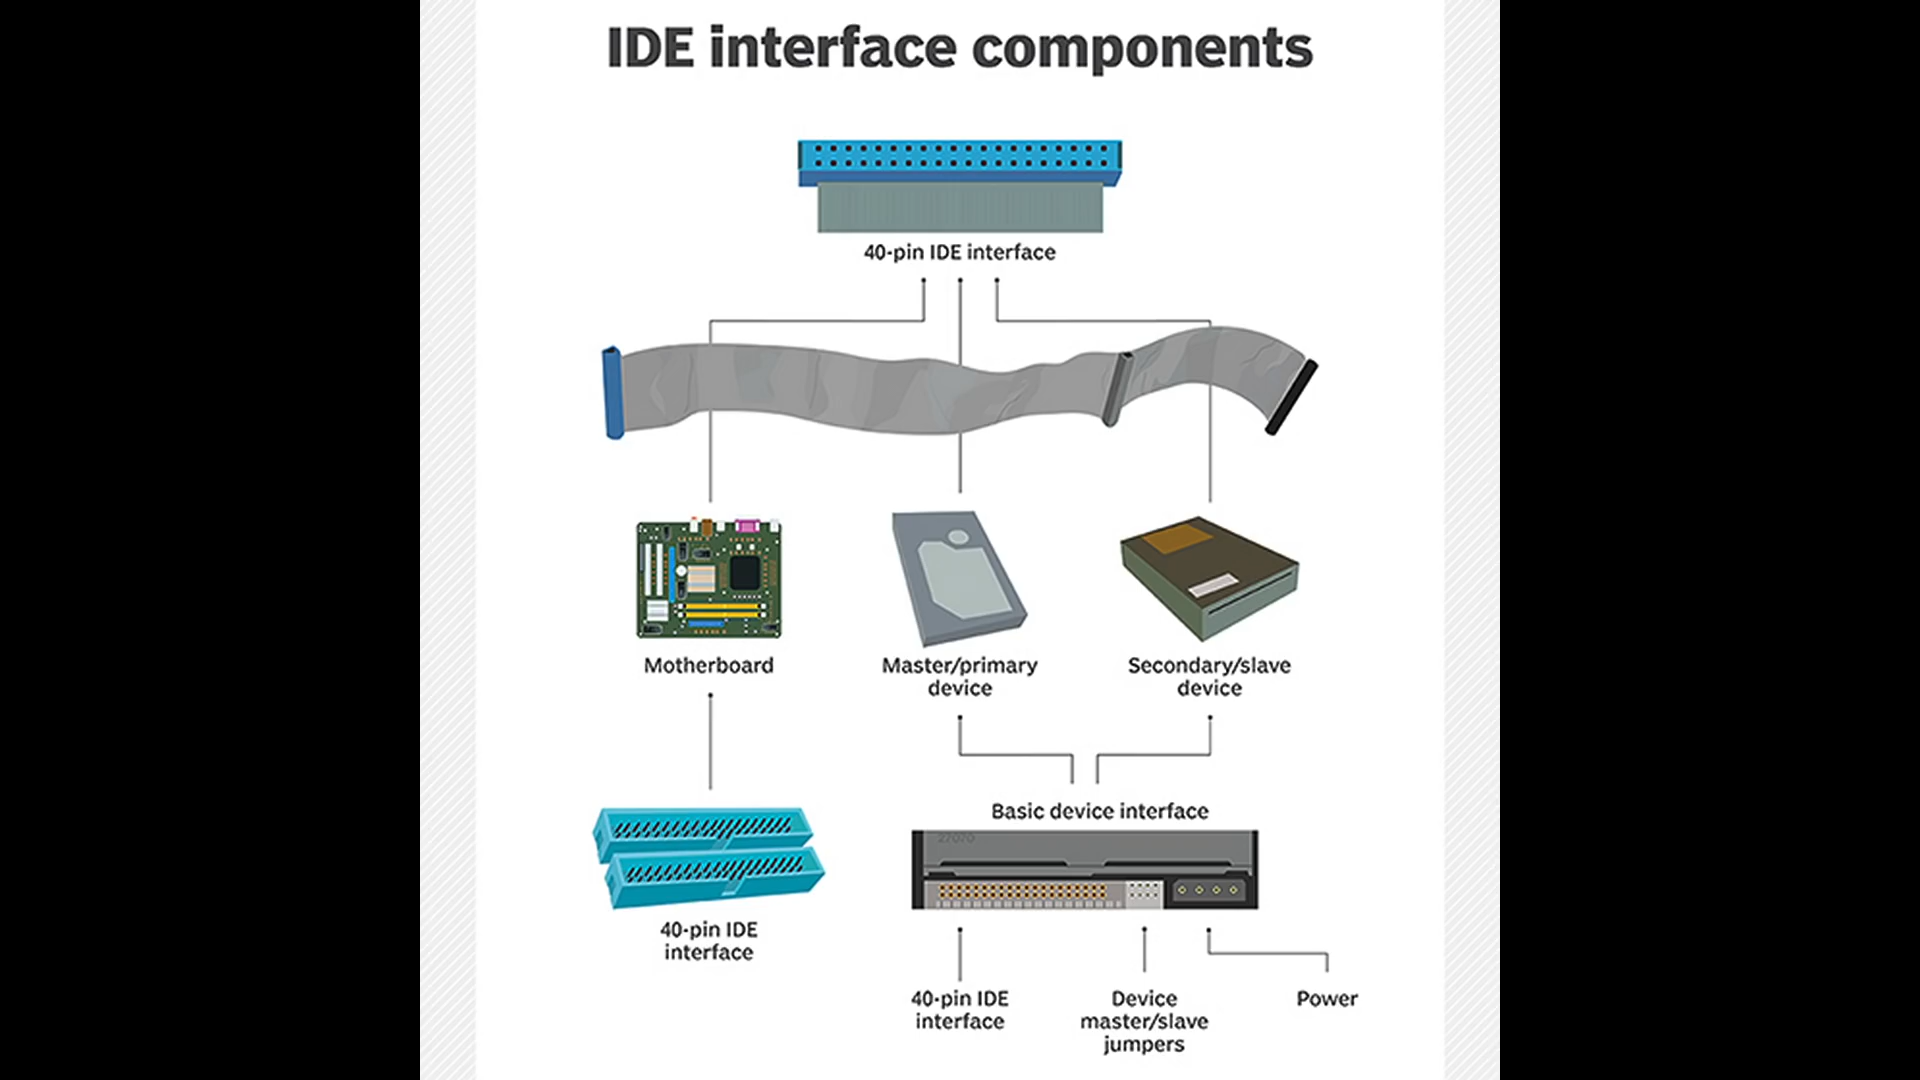 IDE interface components
40-pin IDE interface
Motherboard
Master/primary
device
Secondary/slave
device
Basic device interface
27070
40-pin IDE
interface
40-pin IDE
interface
Device
master/slave
jumpers
Power